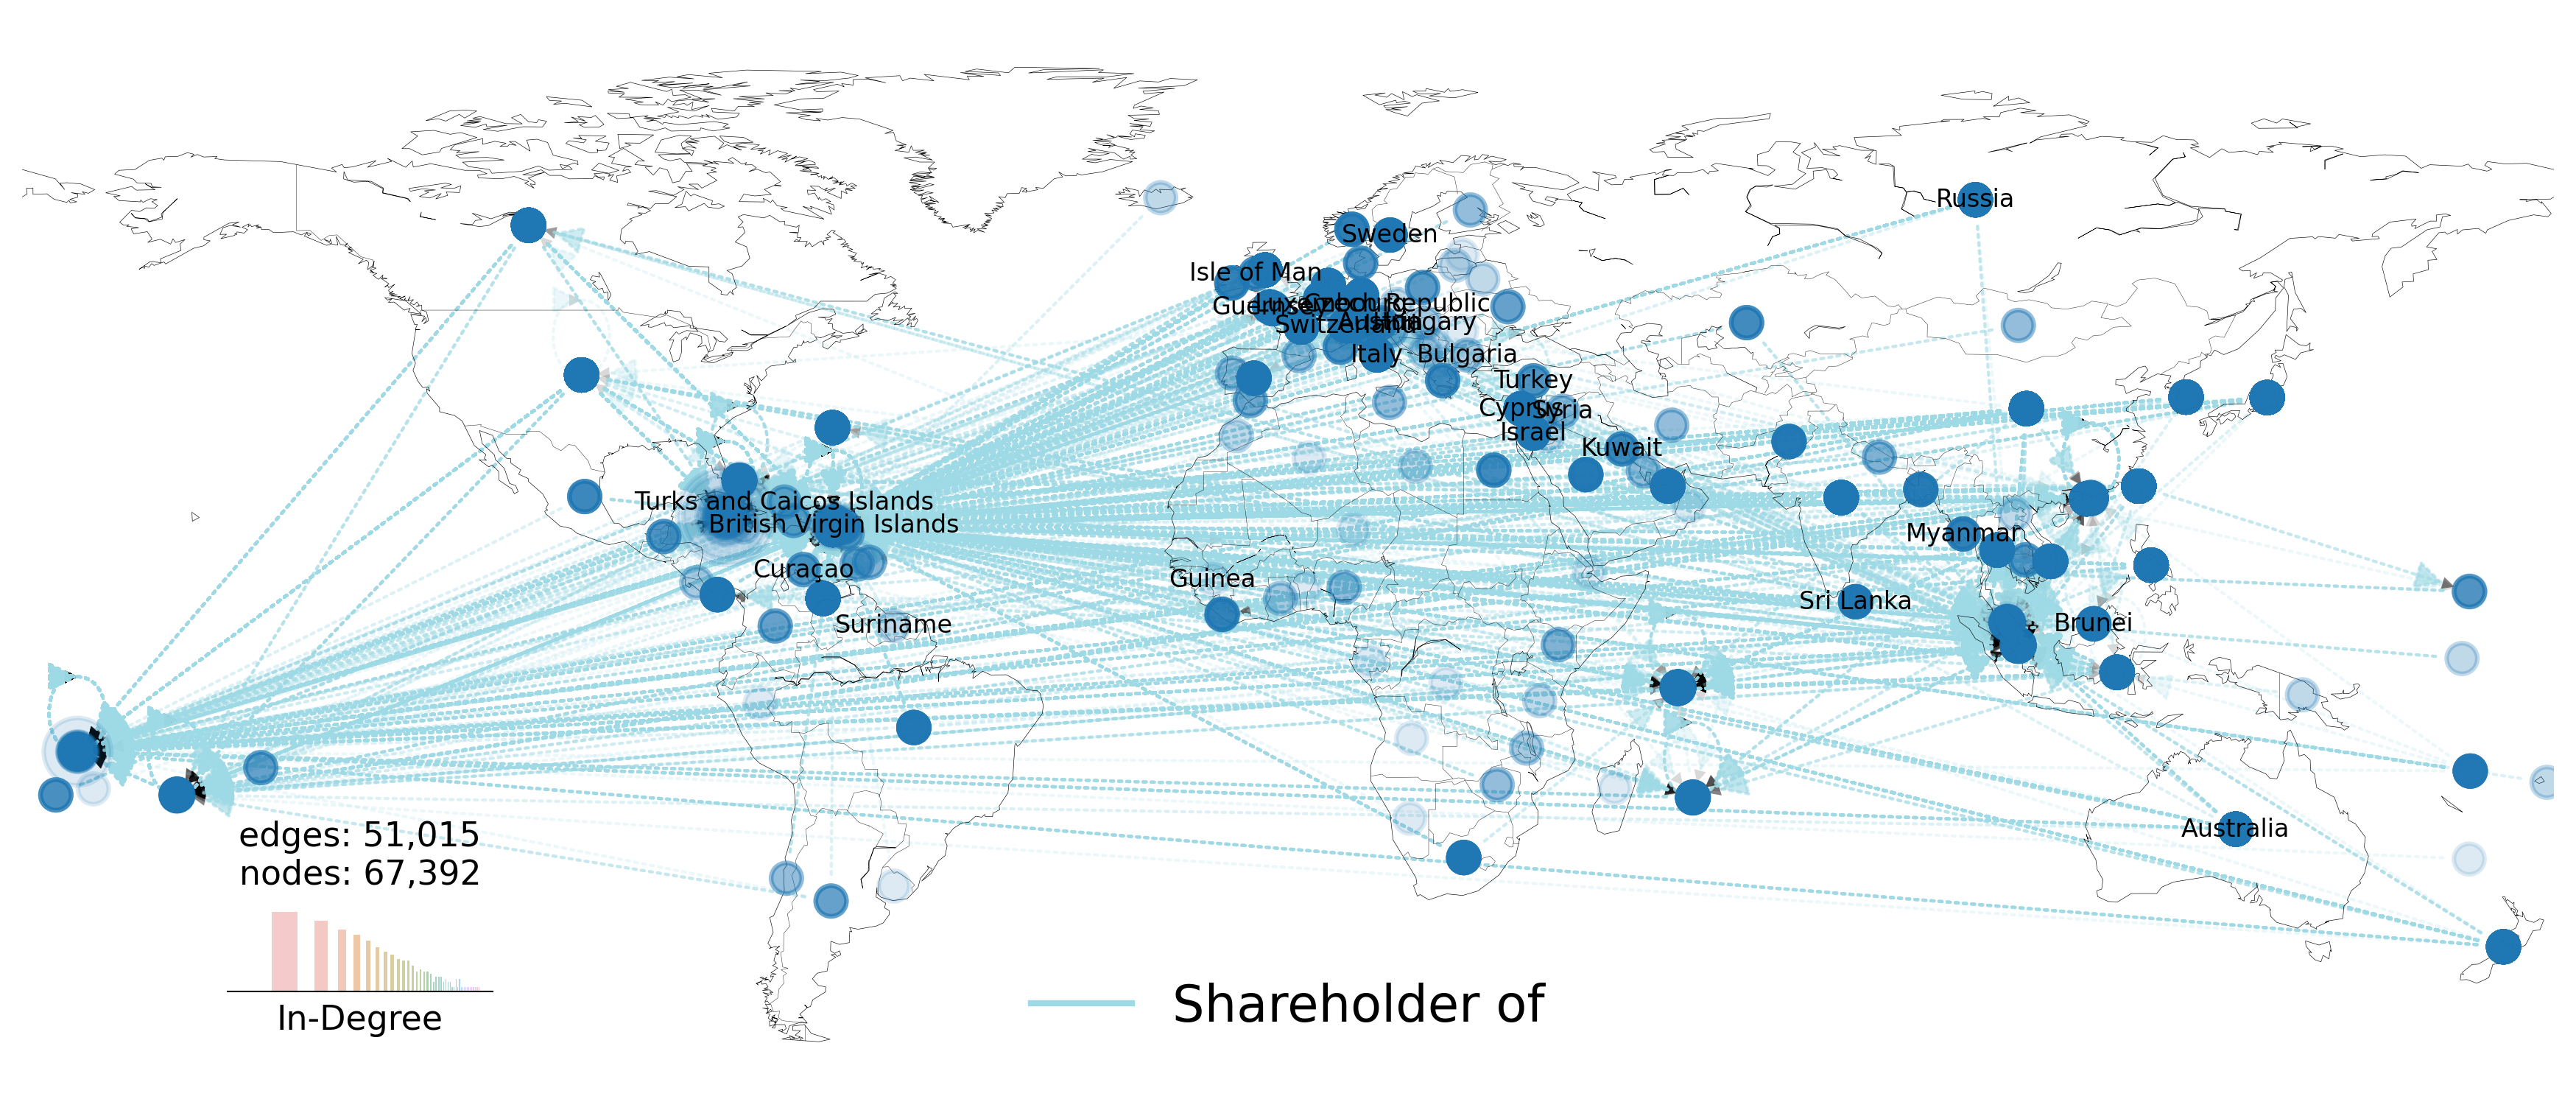 Russia
Sweden
Isle of Man
Guernsey
Luxembourg
Czech Republic
Switzerland
Austria
Hungary
Italy
Bulgaria
Turkey
Cyprus
Syria
Israel
Kuwait
Turks and Caicos Islands
British Virgin Islands
Myanmar
Curaçao
Guinea
Sri Lanka
Suriname
Brunei
Australia
edges: 51,015
nodes: 67,392
In-Degree
Shareholder of